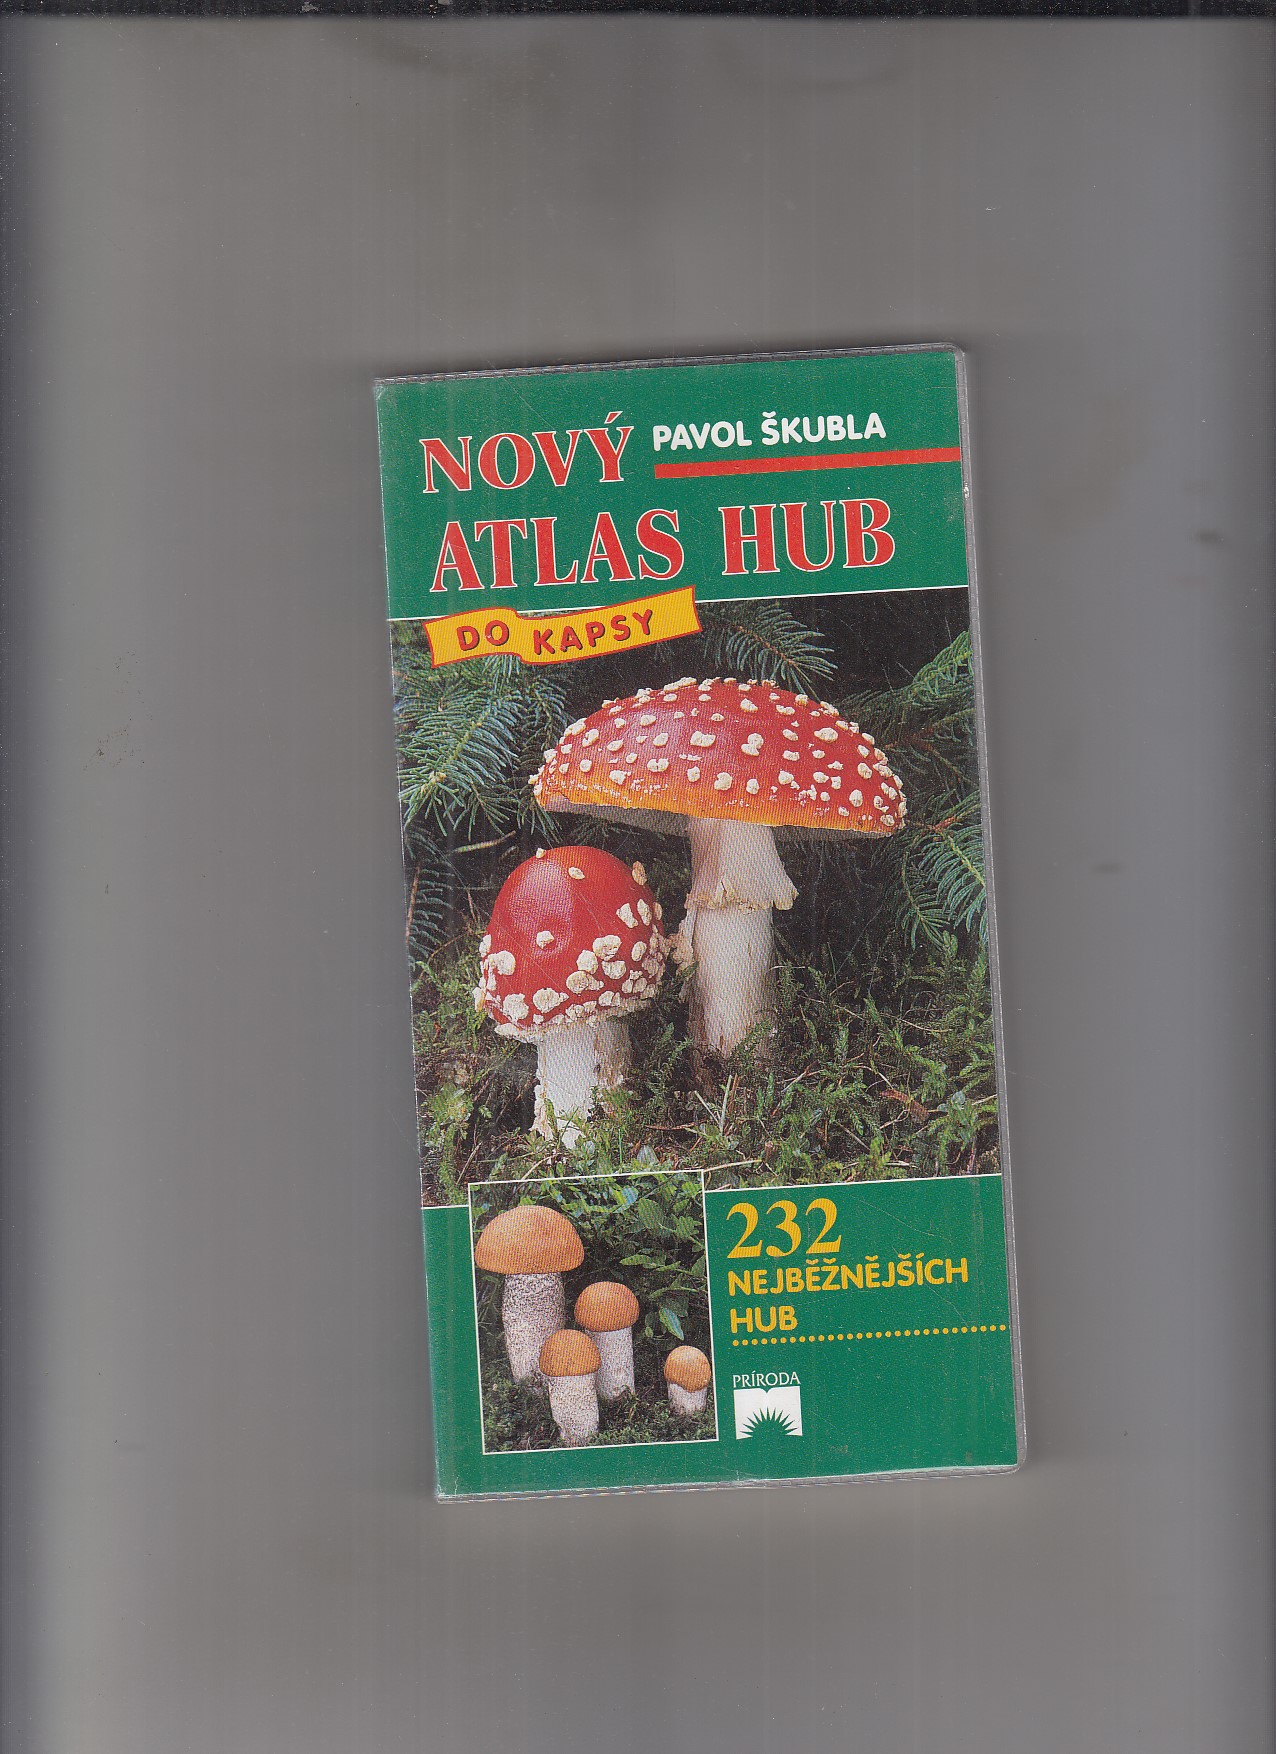 NOVÝ
PAVOL ŠKUBLA
ATLAS HUB
DO KAPSY
232
NEJBĚŽNĚJŠÍCH
HUB
PRÍRODA